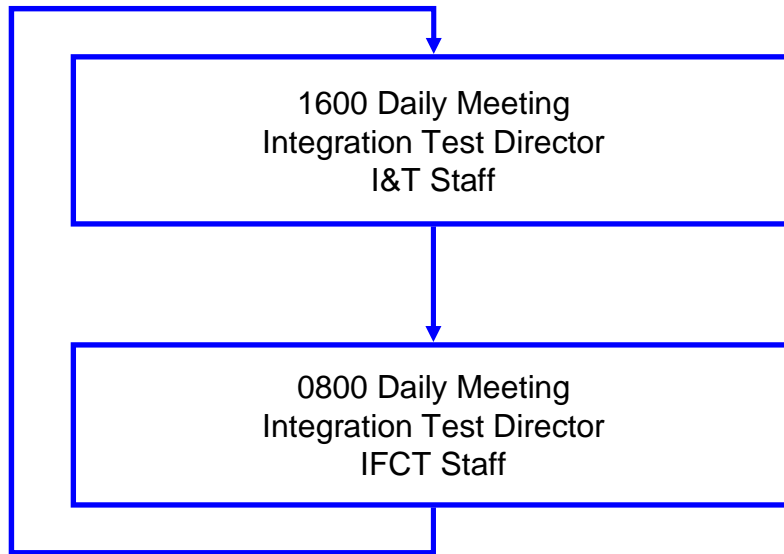 1600 Daily Meeting
Integration Test Director
I&T Staff
0800 Daily Meeting
Integration Test Director
IFCT Staff